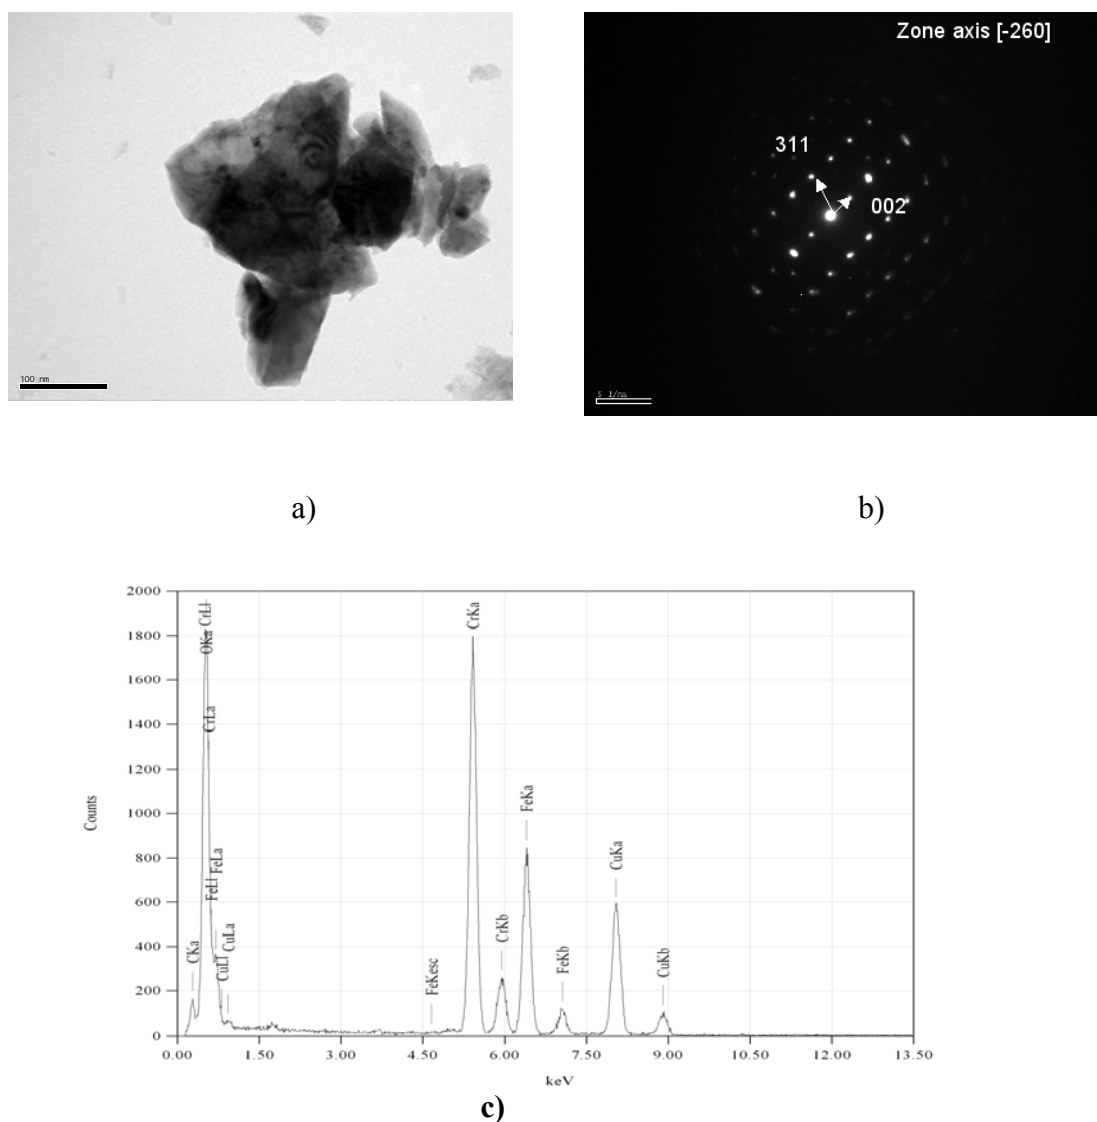 Zone axis [-260]
311
002
100 nm
5 1/nm
a)
b)
2000
1800
1600
1400
1200
1000
800
600
400
200
0
Counts
CKa
OKa
CrLl
CrLa
FeLl
FeLa
CuLl
CuLa
FeKesc
CrKa
CrKb
FeKa
FeKb
CuKa
CuKb
0.00 1.50 3.00 4.50 6.00 7.50 9.00 10.50 12.00 13.50
keV
c)